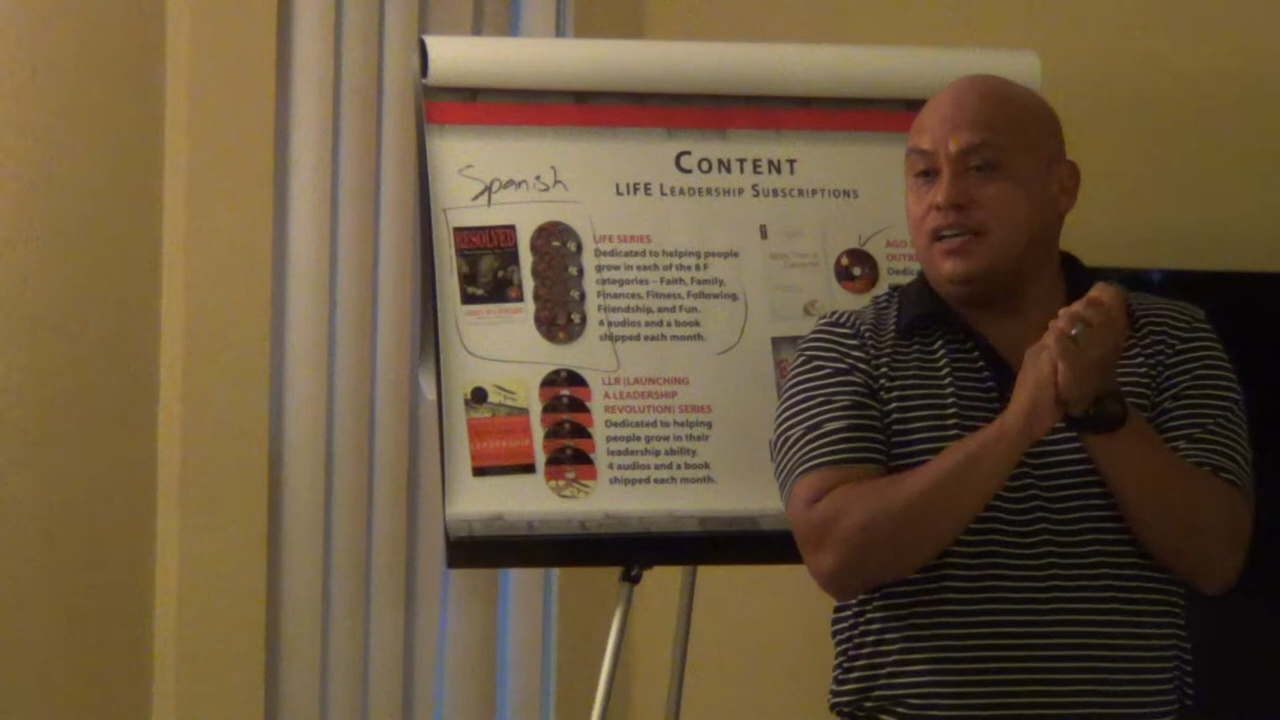 CONTENT
LIFE LEADERSHIP SUBSCRIPTIONS
Spanish
RESOLVED
LIFE SERIES
Dedicated to helping people
grow in each of the 8 F
categories – Faith, Family,
Finances, Fitness, Following,
Friendship, and Fun.
4 audios and a book
shipped each month.
LEADERSHIP
LLR (LAUNCHING
A LEADERSHIP
REVOLUTION) SERIES
Dedicated to helping
people grow in their
leadership ability.
4 audios and a book
shipped each month.
AGO